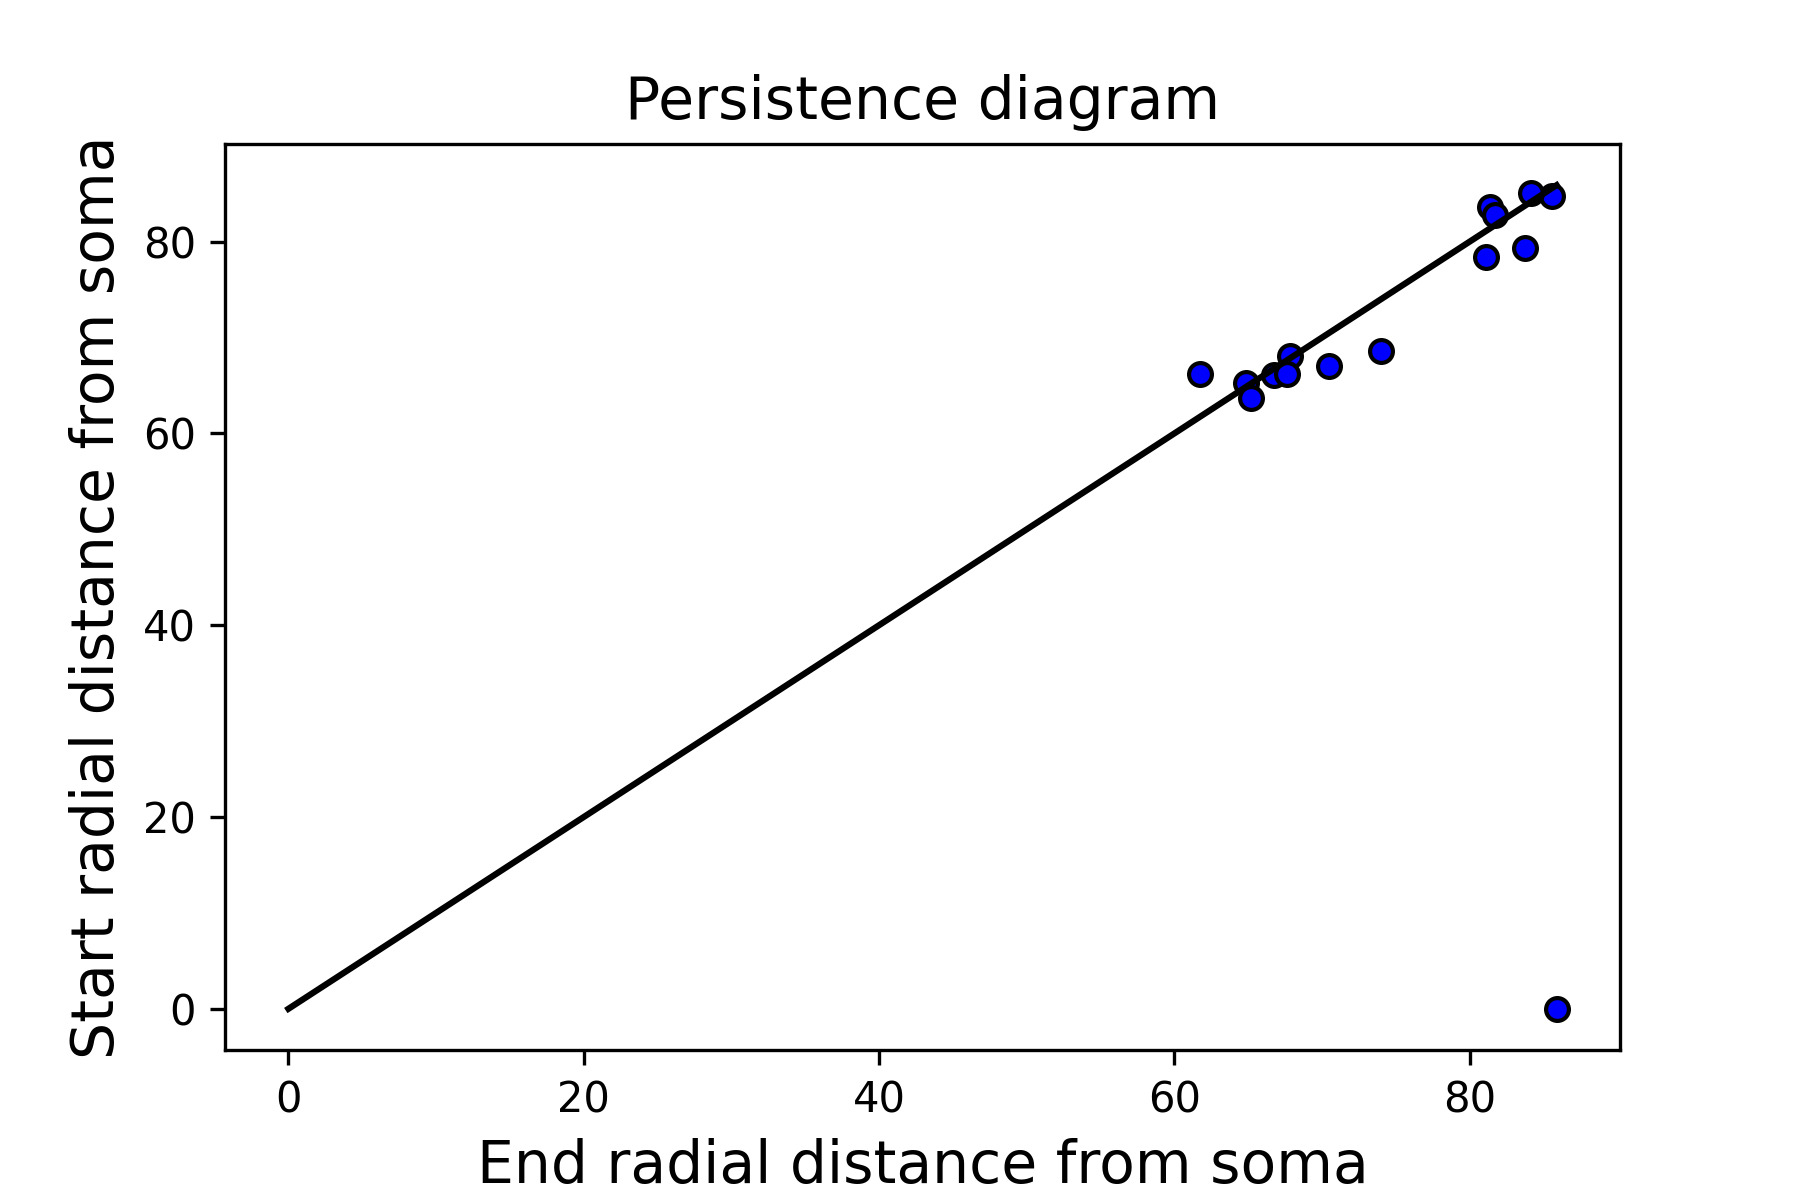 Persistence diagram
Start radial distance from soma
80
60
40
20
0
0 20 40 60 80
End radial distance from soma